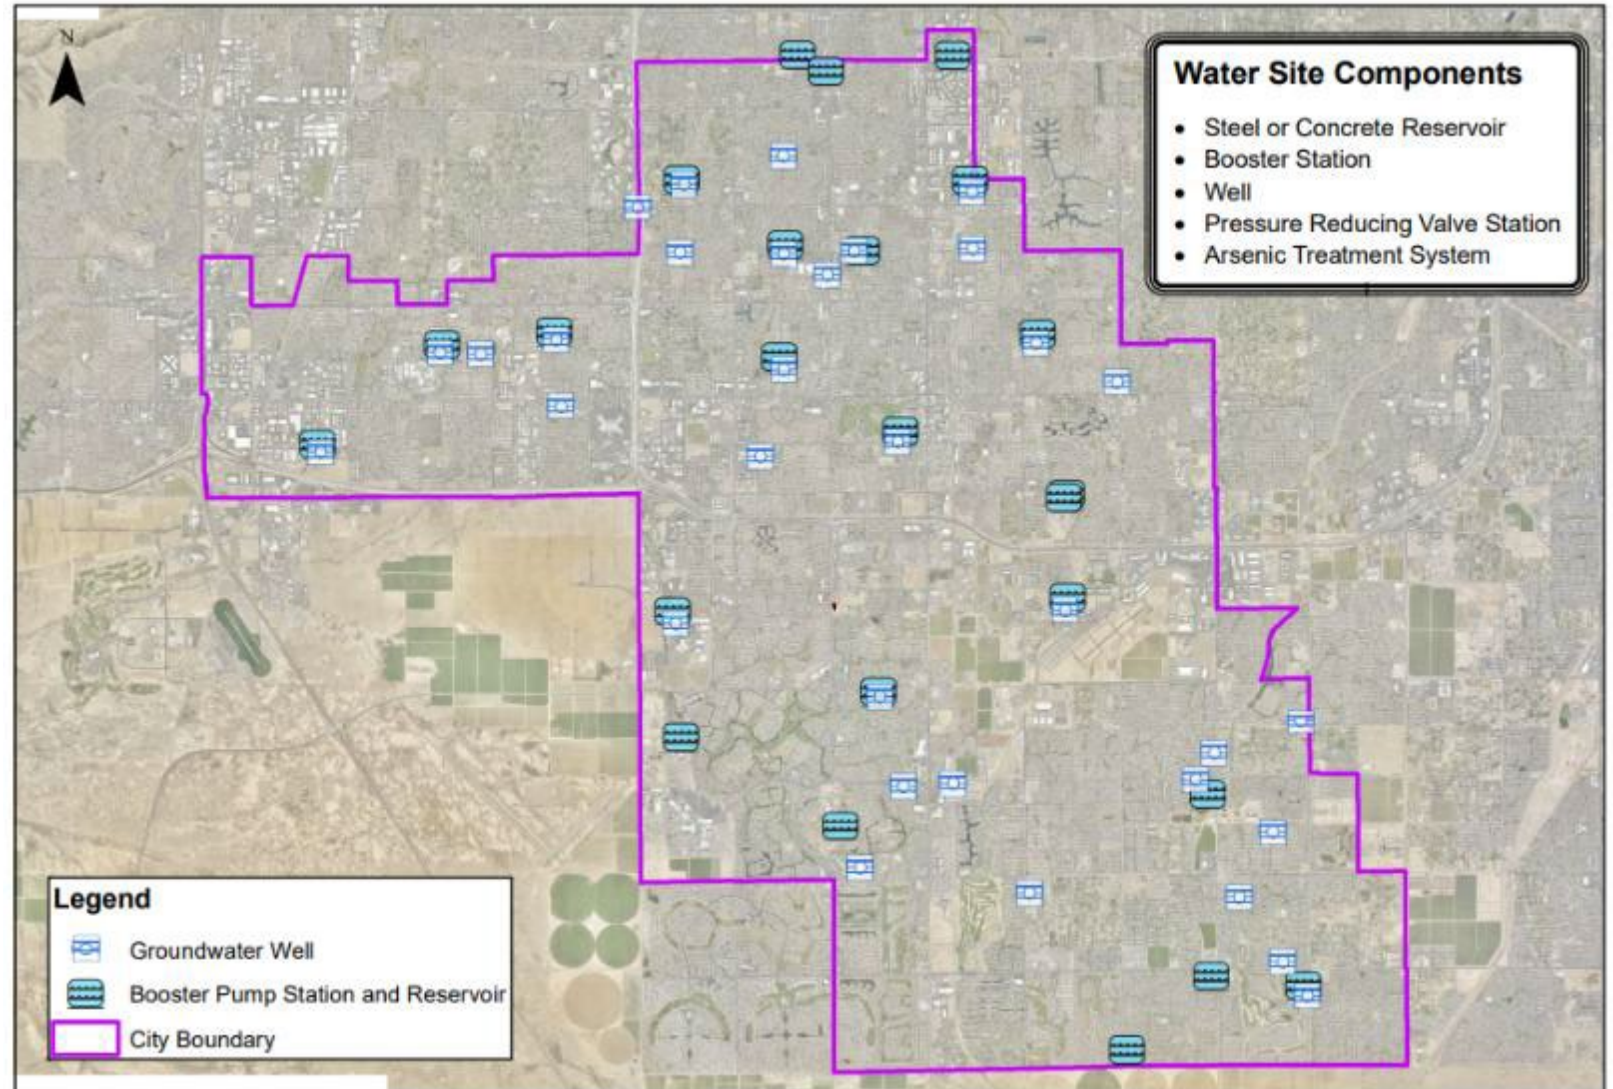 N
Water Site Components
• Steel or Concrete Reservoir
• Booster Station
• Well
• Pressure Reducing Valve Station
• Arsenic Treatment System
Legend
Groundwater Well
Booster Pump Station and Reservoir
City Boundary